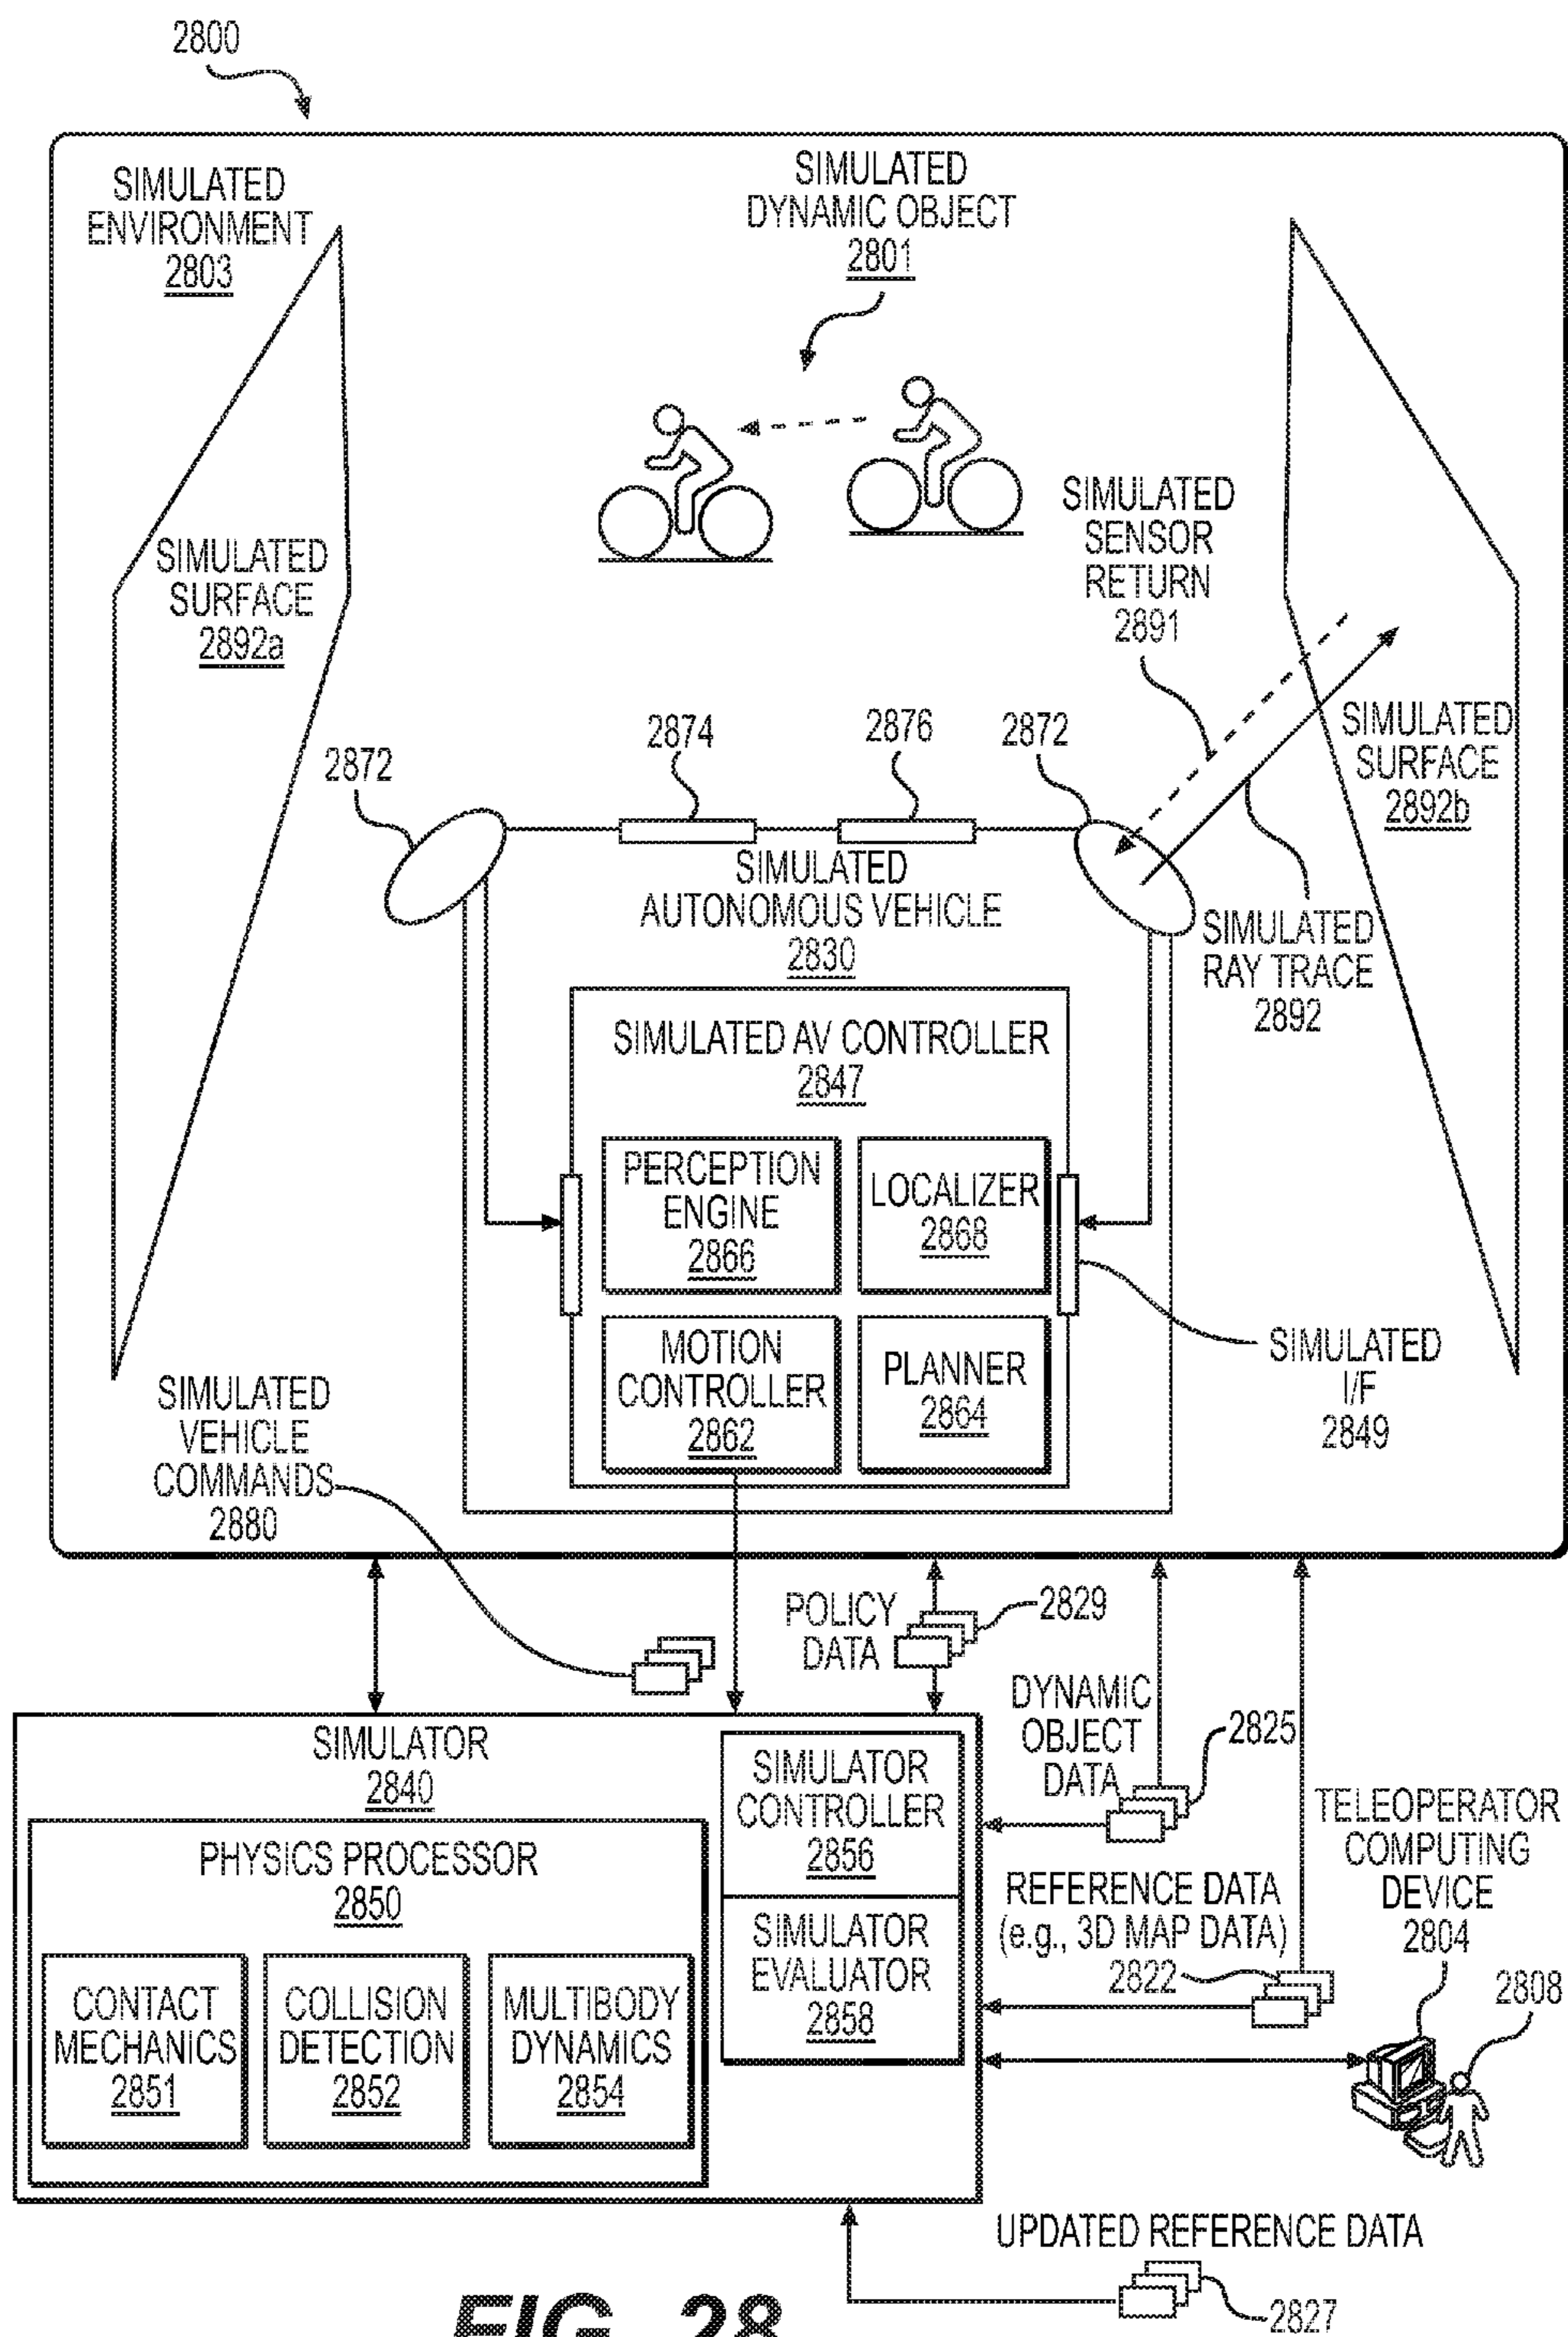 2800
SIMULATED
ENVIRONMENT
2803
SIMULATED
DYNAMIC OBJECT
2801
SIMULATED
SURFACE
2892a
SIMULATED
SENSOR
RETURN
2891
2872
2874
2876
2872
SIMULATED
SURFACE
2892b
SIMULATED
AUTONOMOUS VEHICLE
2830
SIMULATED
RAY TRACE
2892
SIMULATED AV CONTROLLER
2847
PERCEPTION
ENGINE
2866
LOCALIZER
2868
MOTION
CONTROLLER
2862
PLANNER
2864
SIMULATED
I/F
2849
SIMULATED
VEHICLE
COMMANDS
2880
POLICY
DATA
2829
DYNAMIC
OBJECT
DATA
2825
SIMULATOR
2840
PHYSICS PROCESSOR
2850
CONTACT
MECHANICS
2851
COLLISION
DETECTION
2852
MULTIBODY
DYNAMICS
2854
SIMULATOR
CONTROLLER
2856
SIMULATOR
EVALUATOR
2858
REFERENCE DATA
(e.g., 3D MAP DATA)
2822
TELEOPERATOR
COMPUTING
DEVICE
2804
2808
UPDATED REFERENCE DATA
2827
FIG. 28